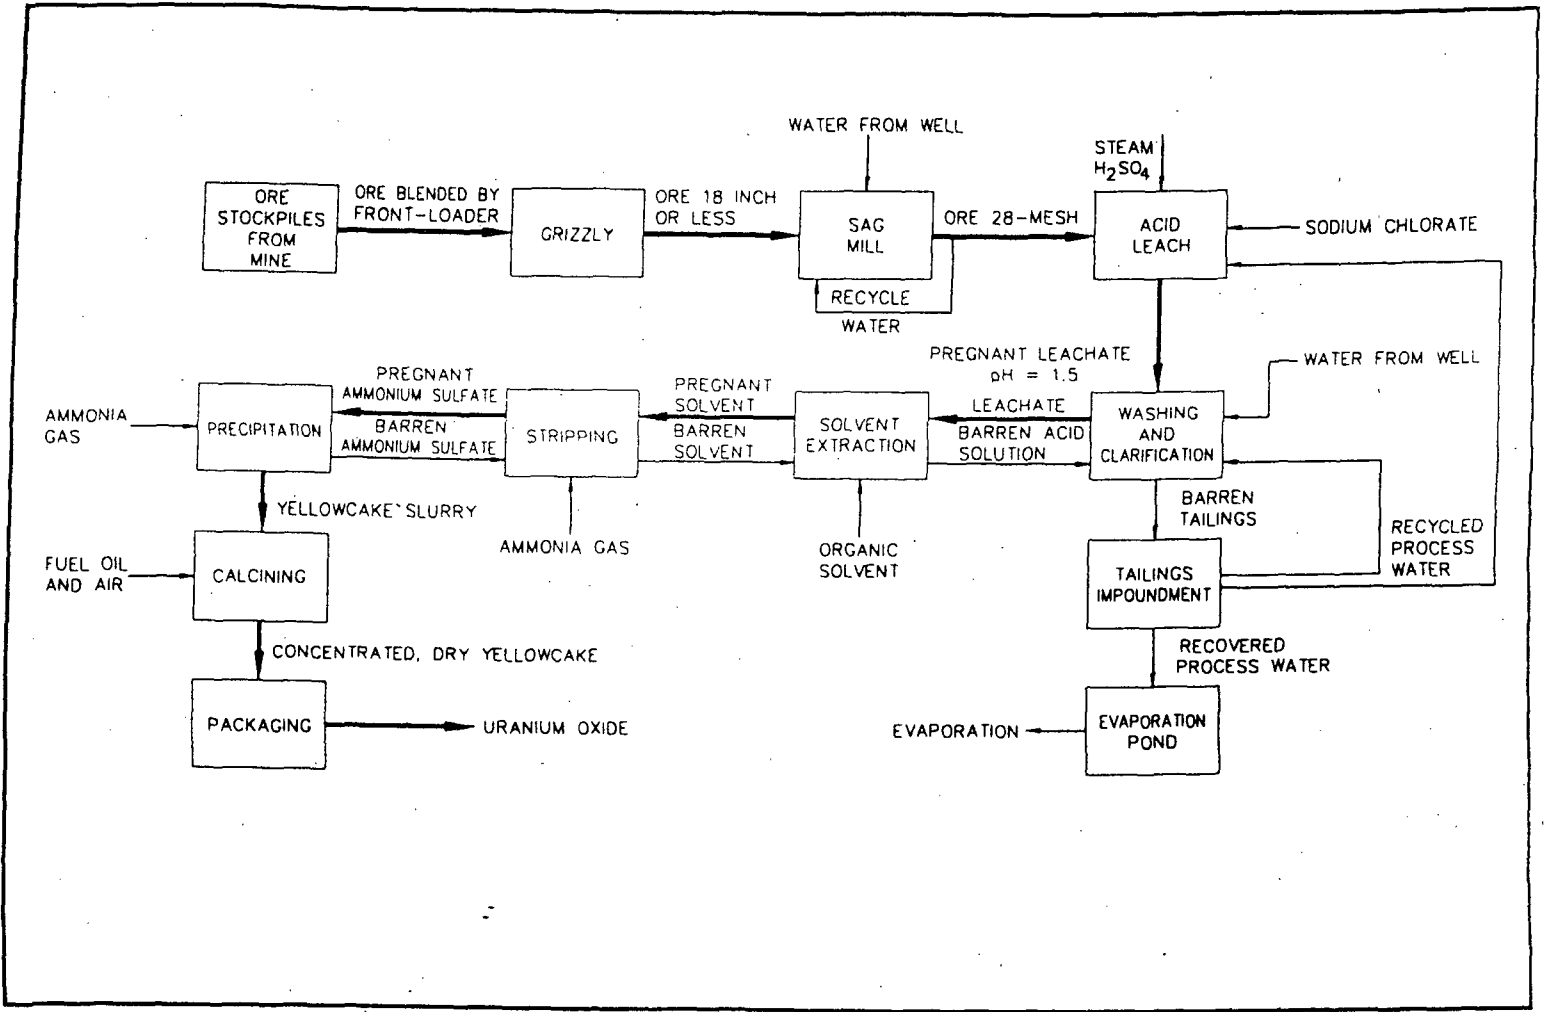 WATER FROM WELL
STEAM
H₂SO₄
ORE
STOCKPILES
FROM
MINE
ORE BLENDED BY
FRONT-LOADER
GRIZZLY
ORE 18 INCH
OR LESS
SAG
MILL
ORE 28-MESH
ACID
LEACH
SODIUM CHLORATE
RECYCLE
WATER
PREGNANT LEACHATE
pH = 1.5
LEACHATE
BARREN ACID
SOLUTION
WATER FROM WELL
WASHING
AND
CLARIFICATION
SOLVENT
EXTRACTION
PREGNANT
SOLVENT
BARREN
SOLVENT
STRIPPING
PREGNANT
AMMONIUM SULFATE
BARREN
AMMONIUM SULFATE
PRECIPITATION
AMMONIA
GAS
YELLOWCAKE SLURRY
AMMONIA GAS
ORGANIC
SOLVENT
BARREN
TAILINGS
RECYCLED
PROCESS
WATER
FUEL OIL
AND AIR
CALCINING
TAILINGS
IMPOUNDMENT
CONCENTRATED, DRY YELLOWCAKE
RECOVERED
PROCESS WATER
PACKAGING
URANIUM OXIDE
EVAPORATION
EVAPORATION
POND